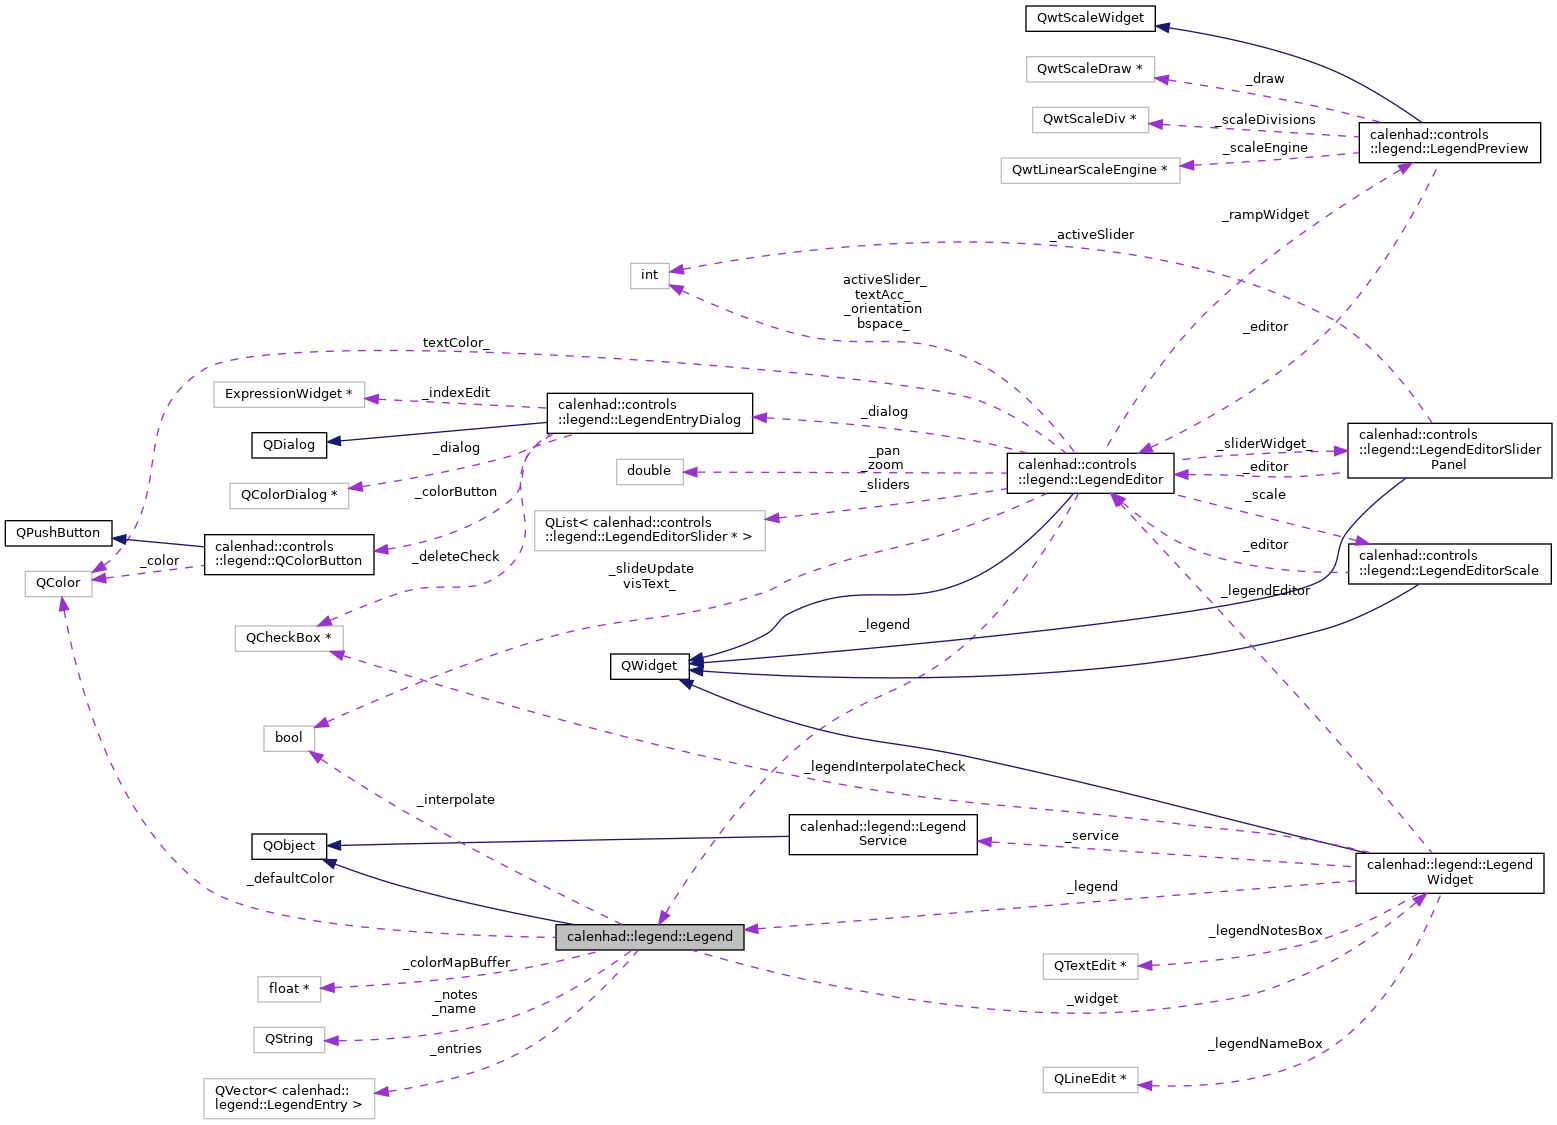 QwtScaleWidget
QwtScaleDraw *
_draw
QwtScaleDiv *
_scaleDivisions
calenhad::controls
::legend::LegendPreview
_scaleEngine
QwtLinearScaleEngine *
_rampWidget
_activeSlider
int
activeSlider_
textAcc_
_orientation
bspace_
_editor
textColor_
ExpressionWidget *
_indexEdit
calenhad::controls
::legend::LegendEntryDialog
_dialog
QDialog
_dialog
_pan
_zoom
double
calenhad::controls
::legend::LegendEditor
_sliderWidget_
_editor
calenhad::controls
::legend::LegendEditorSlider
Panel
QColorDialog *
_colorButton
_sliders
_scale
QPushButton
QList< calenhad::controls
::legend::LegendEditorSlider * >
calenhad::controls
::legend::QColorButton
_color
_deleteCheck
_editor
calenhad::controls
::legend::LegendEditorScale
QColor
_slideUpdate
visText_
_legendEditor
QCheckBox *
_legend
QWidget
bool
_legendInterpolateCheck
_interpolate
calenhad::legend::Legend
Service
_service
QObject
calenhad::legend::Legend
Widget
_defaultColor
_legend
calenhad::legend::Legend
_legendNotesBox
_colorMapBuffer
QTextEdit *
float *
_notes
_name
_widget
QString
_entries
_legendNameBox
QLineEdit *
QVector< calenhad::
legend::LegendEntry >